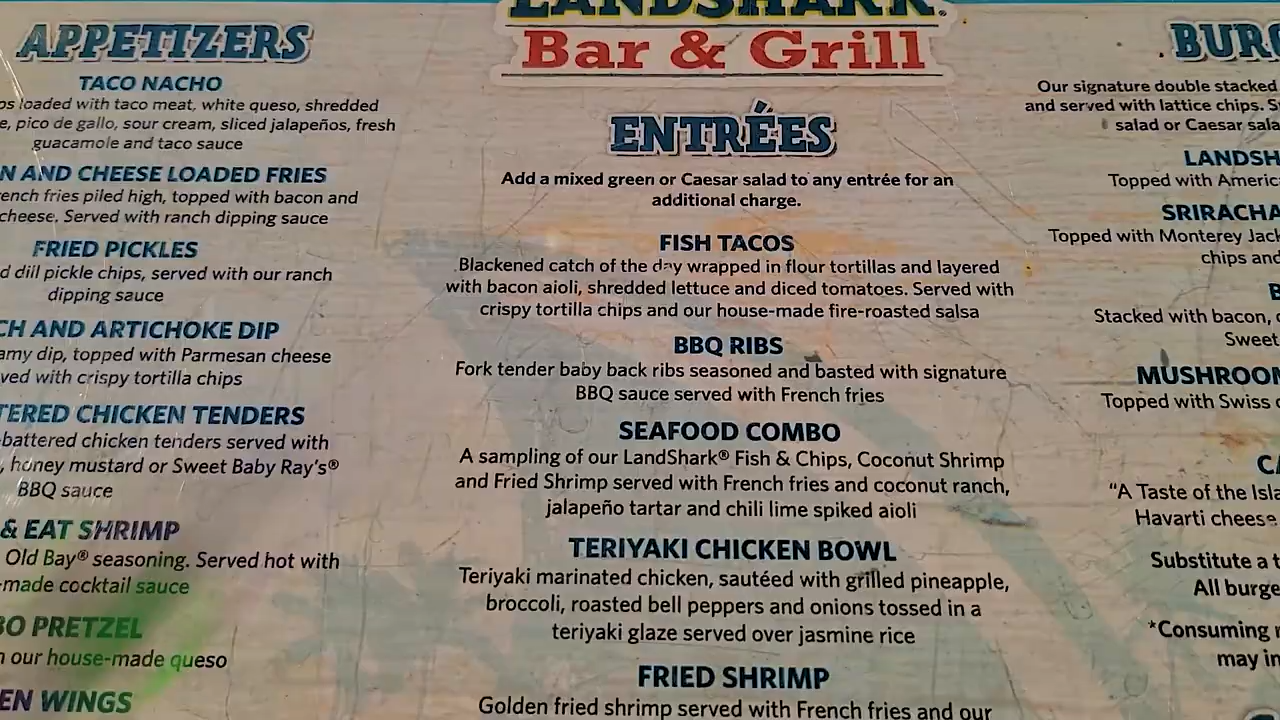 APPETIZERS
TACO NACHO
loaded with taco meat, white queso, shredded
pico de gallo, sour cream, sliced jalapeños, fresh
guacamole and taco sauce
AND CHEESE LOADED FRIES
fries piled high, topped with bacon and
cheese. Served with ranch dipping sauce
FRIED PICKLES
dill pickle chips, served with our ranch
dipping sauce
AND ARTICHOKE DIP
dip, topped with Parmesan cheese
with crispy tortilla chips
CHICKEN TENDERS
-battered chicken tenders served with
, honey mustard or Sweet Baby Ray's®
BBQ sauce
& EAT SHRIMP
Old Bay® seasoning. Served hot with
-made cocktail sauce
PRETZEL
our house-made queso
WINGS
LANDSHARK®
Bar & Grill
ENTRÉES
Add a mixed green or Caesar salad to any entrée for an
additional charge.
FISH TACOS
Blackened catch of the day wrapped in flour tortillas and layered
with bacon aioli, shredded lettuce and diced tomatoes. Served with
crispy tortilla chips and our house-made fire-roasted salsa
BBQ RIBS
Fork tender baby back ribs seasoned and basted with signature
BBQ sauce served with French fries
SEAFOOD COMBO
A sampling of our LandShark® Fish & Chips, Coconut Shrimp
and Fried Shrimp served with French fries and coconut ranch,
jalapeño tartar and chili lime spiked aioli
TERIYAKI CHICKEN BOWL
Teriyaki marinated chicken, sautéed with grilled pineapple,
broccoli, roasted bell peppers and onions tossed in a
teriyaki glaze served over jasmine rice
FRIED SHRIMP
Golden fried shrimp served with French fries and our
BURG
Our signature double stacked
and served with lattice chips. S
salad or Caesar sala
LANDSH
Topped with Americ
SRIRACHA
Topped with Monterey Jack
chips and
B
Stacked with bacon,
Sweet
MUSHROOM
Topped with Swiss
CA
"A Taste of the Isla
Havarti cheese
Substitute a t
All burge
*Consuming
may in